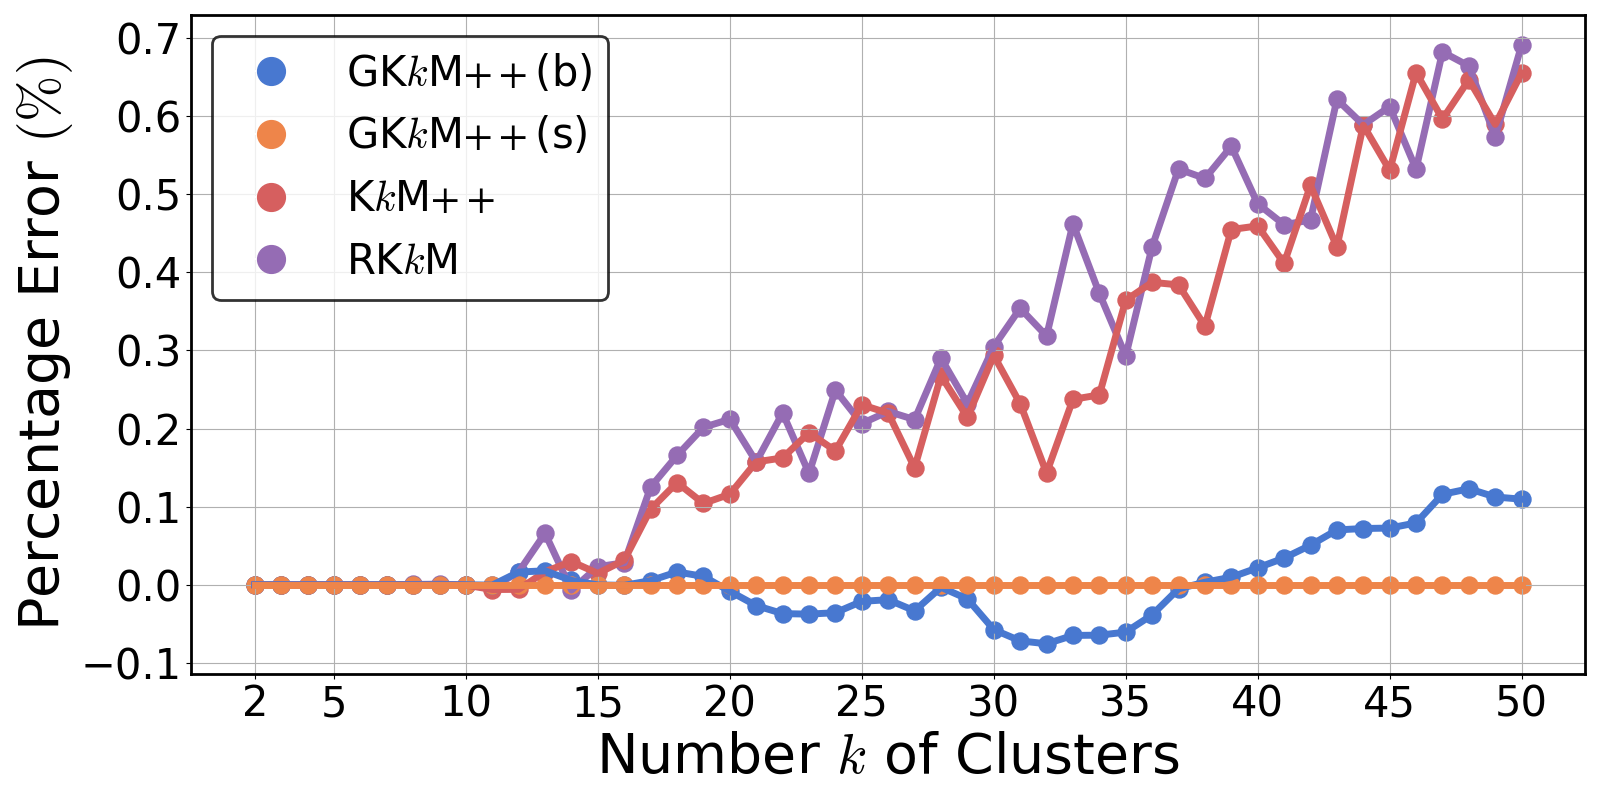 0.7
0.6
0.5
0.4
0.3
0.2
0.1
0.0
−0.1
Percentage Error (%)
GKkM++(b)
GKkM++(s)
KkM++
RKkM
2 5 10 15 20 25 30 35 40 45 50
Number k of Clusters